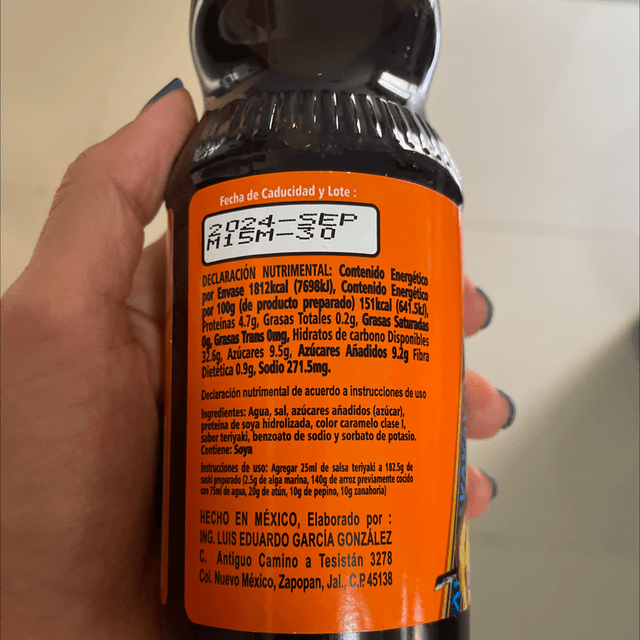 Fecha de Caducidad y Lote :
2024-SEP
M15M-30
DECLARACIÓN NUTRIMENTAL: Contenido Energético
por Envase 1812kcal (7698kJ), Contenido Energético
por 100g (de producto preparado) 151kcal (641.5kJ),
Proteínas 4.7g, Grasas Totales 0.2g, Grasas Saturadas
0g, Grasas Trans 0mg, Hidratos de carbono Disponibles
32.6g, Azúcares 9.5g, Azúcares Añadidos 9.2g Fibra
Dietética 0.9g, Sodio 271.5mg.
Declaración nutrimental de acuerdo a instrucciones de uso
Ingredientes: Agua, sal, azúcares añadidos (azúcar),
proteína de soya hidrolizada, color caramelo clase I,
sabor teriyaki, benzoato de sodio y sorbato de potasio.
Contiene: Soya
Instrucciones de uso: Agregar 25ml de salsa teriyaki a 182.5g de
sushi preparado (2.5g de alga marina, 140g de arroz previamente cocido
con 75ml de agua, 20g de atún, 10g de pepino, 10g zanahoria)
HECHO EN MÉXICO, Elaborado por :
ING. LUIS EDUARDO GARCÍA GONZÁLEZ
C. Antiguo Camino a Tesistán 3278
Col. Nuevo México, Zapopan, Jal., C.P. 45138